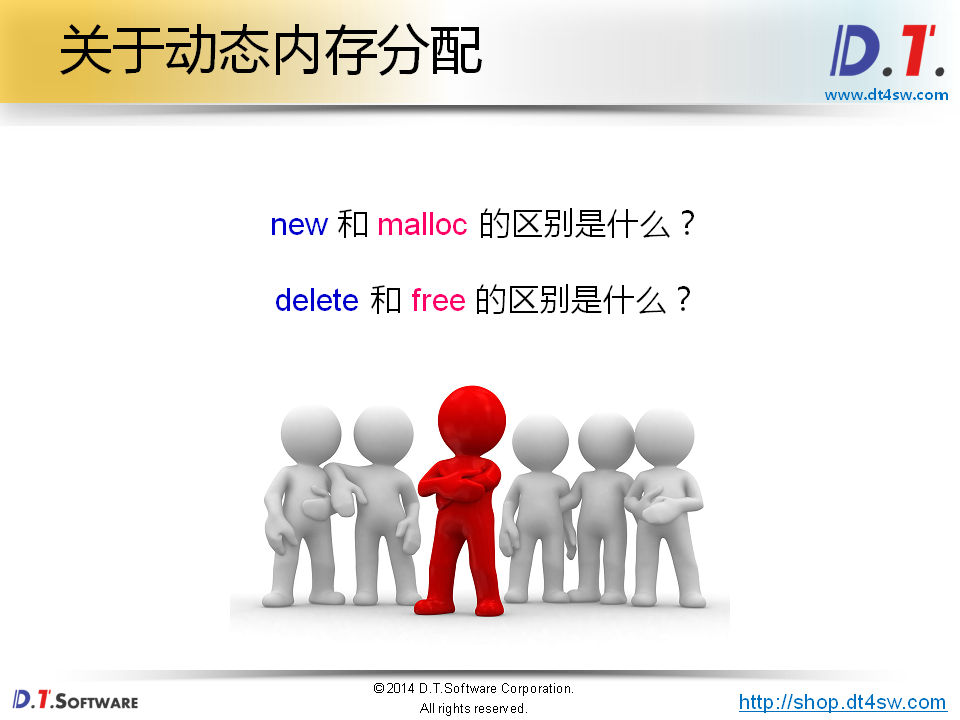 关于动态内存分配
D.T.
www.dt4sw.com
new 和 malloc 的区别是什么？
delete 和 free 的区别是什么？
D.T.SOFTWARE
©2014 D.T.Software Corporation.
All rights reserved.
http://shop.dt4sw.com